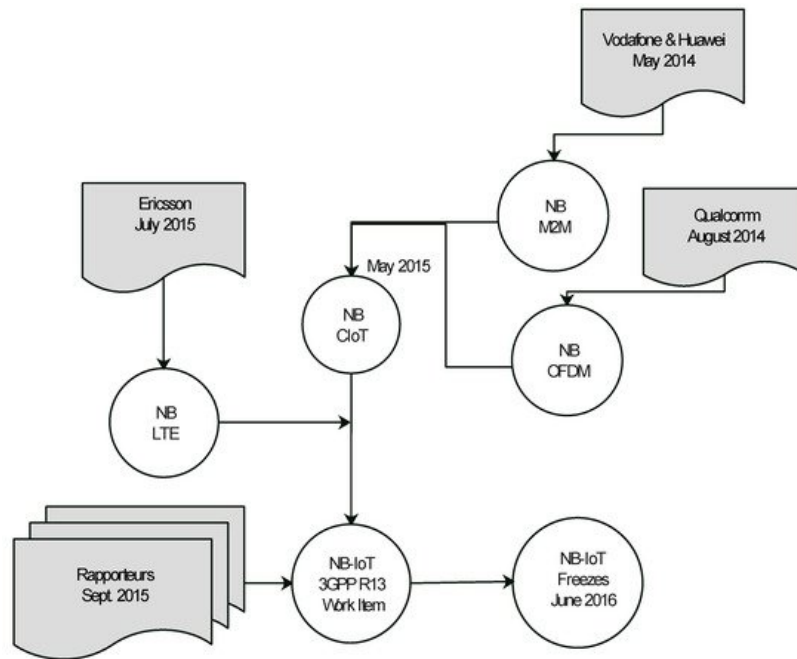 Vodafone & Huawei
May 2014
NB
M2M
Ericsson
July 2015
Qualcomm
August 2014
May 2015
NB
CIoT
NB
OFDM
NB
LTE
Rapporteurs
Sept. 2015
NB-IoT
3GPP R13
Work Item
NB-IoT
Freezes
June 2016